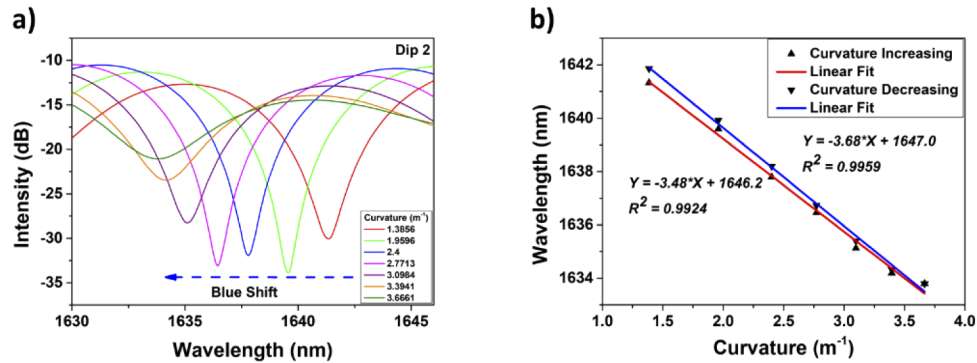 a)
Dip 2
-10
-15
-20
-25
-30
-35
Intensity (dB)
Curvature (m-1)
1.3856
1.9596
2.4
2.7713
3.0984
3.3941
3.6661
Blue Shift
1630
1635
1640
Wavelength (nm)
b)
Curvature Increasing
Linear Fit
Curvature Decreasing
Linear Fit
1642
1640
1638
1636
1634
Wavelength (nm)
Y = -3.68*X + 1647.0
R2 = 0.9959
Y = -3.48*X + 1646.2
R2 = 0.9924
1.0 1.5 2.0 2.5 3.0 3.5 4.0
Curvature (m-1)